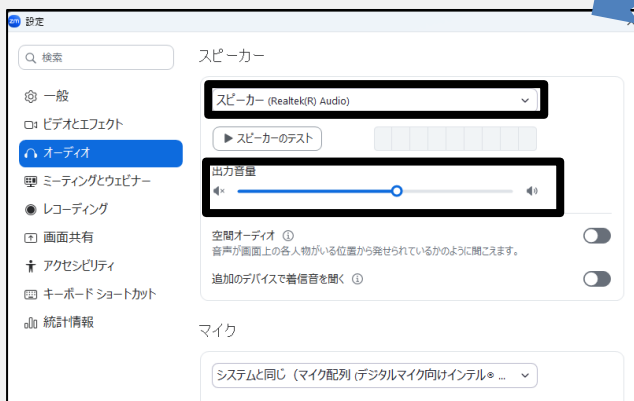 zm 設定
検索
一般
ビデオとエフェクト
オーディオ
ミーティングとウェビナー
レコーディング
画面共有
アクセシビリティ
キーボード ショートカット
統計情報
スピーカー
スピーカー (Realtek(R) Audio)
スピーカーのテスト
出力音量
空間オーディオ
音声が画面上の各人物がいる位置から発せられているかのように聞こえます。
追加のデバイスで着信音を聞く
マイク
システムと同じ（マイク配列 (デジタルマイク向けインテル® ...